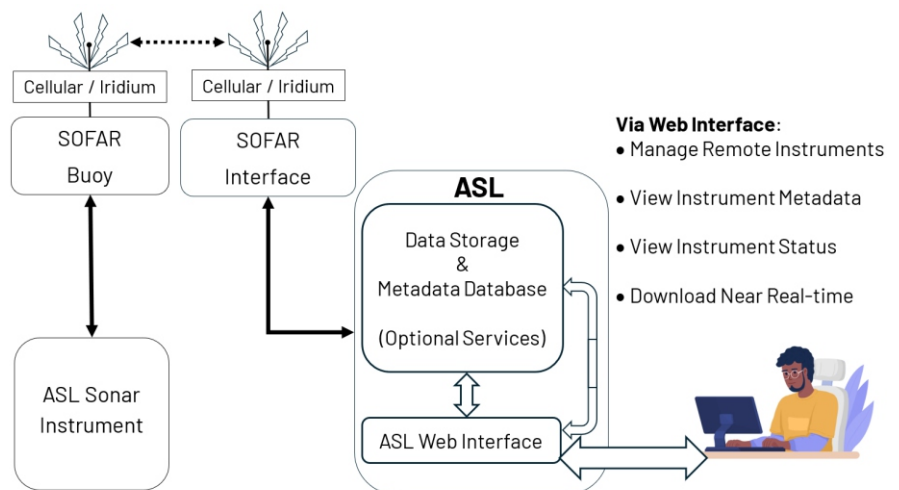 Cellular / Iridium
Cellular / Iridium
SOFAR
Buoy
SOFAR
Interface
ASL Sonar
Instrument
ASL
Data Storage
&
Metadata Database
(Optional Services)
ASL Web Interface
Via Web Interface:
• Manage Remote Instruments
• View Instrument Metadata
• View Instrument Status
• Download Near Real-time